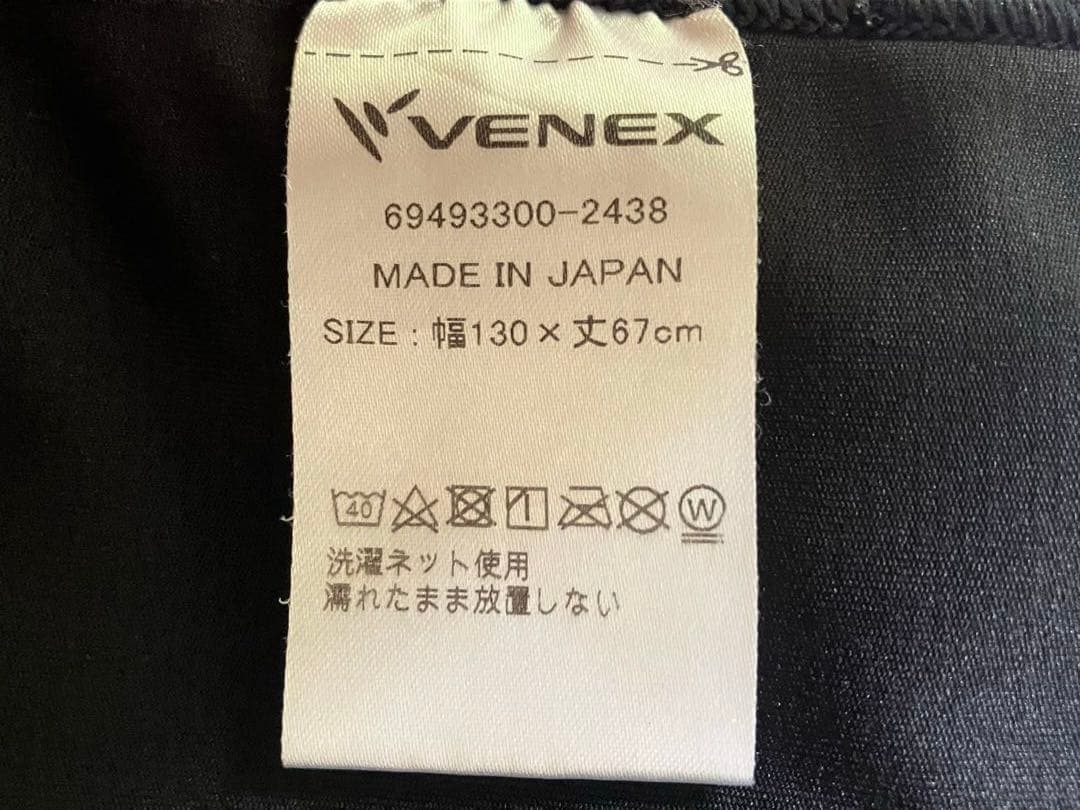 VENEX
69493300-2438
MADE IN JAPAN
SIZE : 幅130×丈67cm
40 W
洗濯ネット使用
濡れたまま放置しない